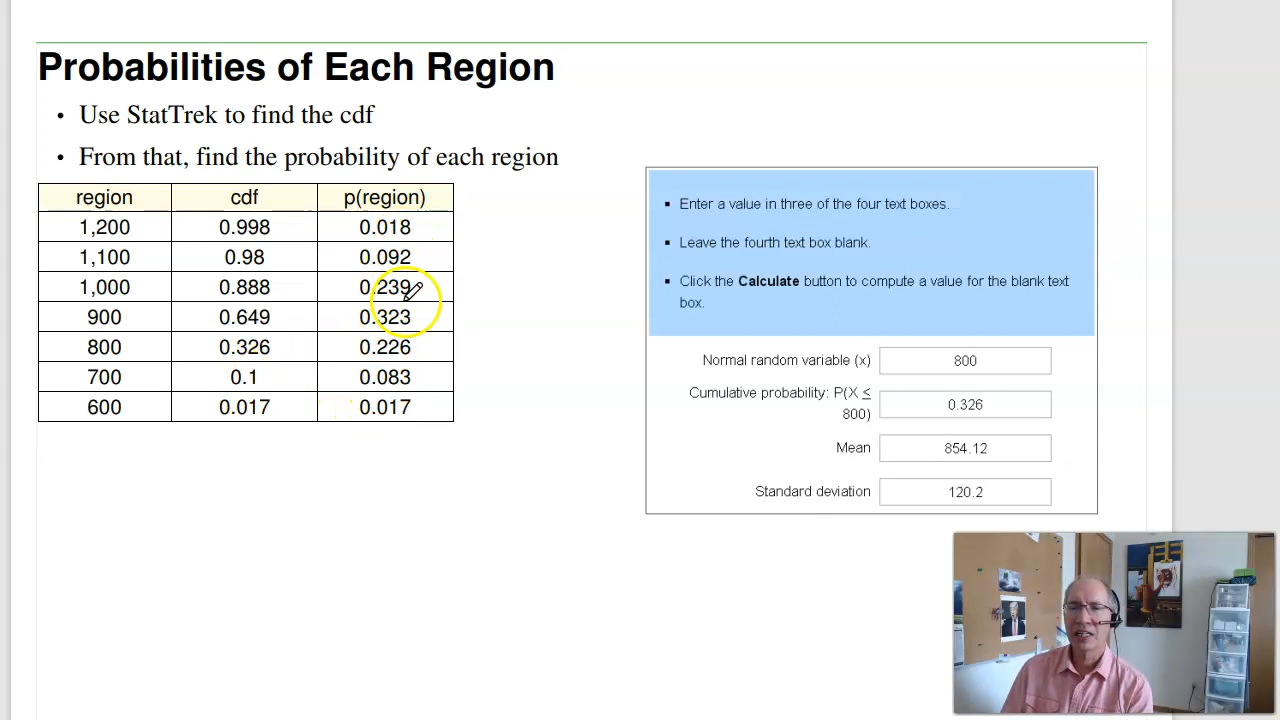 Probabilities of Each Region
• Use StatTrek to find the cdf
• From that, find the probability of each region
region cdf p(region)
1,200 0.998 0.018
1,100 0.98 0.092
1,000 0.888 0.239
900 0.649 0.323
800 0.326 0.226
700 0.1 0.083
600 0.017 0.017
▪ Enter a value in three of the four text boxes.
▪ Leave the fourth text box blank.
▪ Click the Calculate button to compute a value for the blank text
box.
Normal random variable (x) 800
Cumulative probability: P(X ≤
800) 0.326
Mean 854.12
Standard deviation 120.2